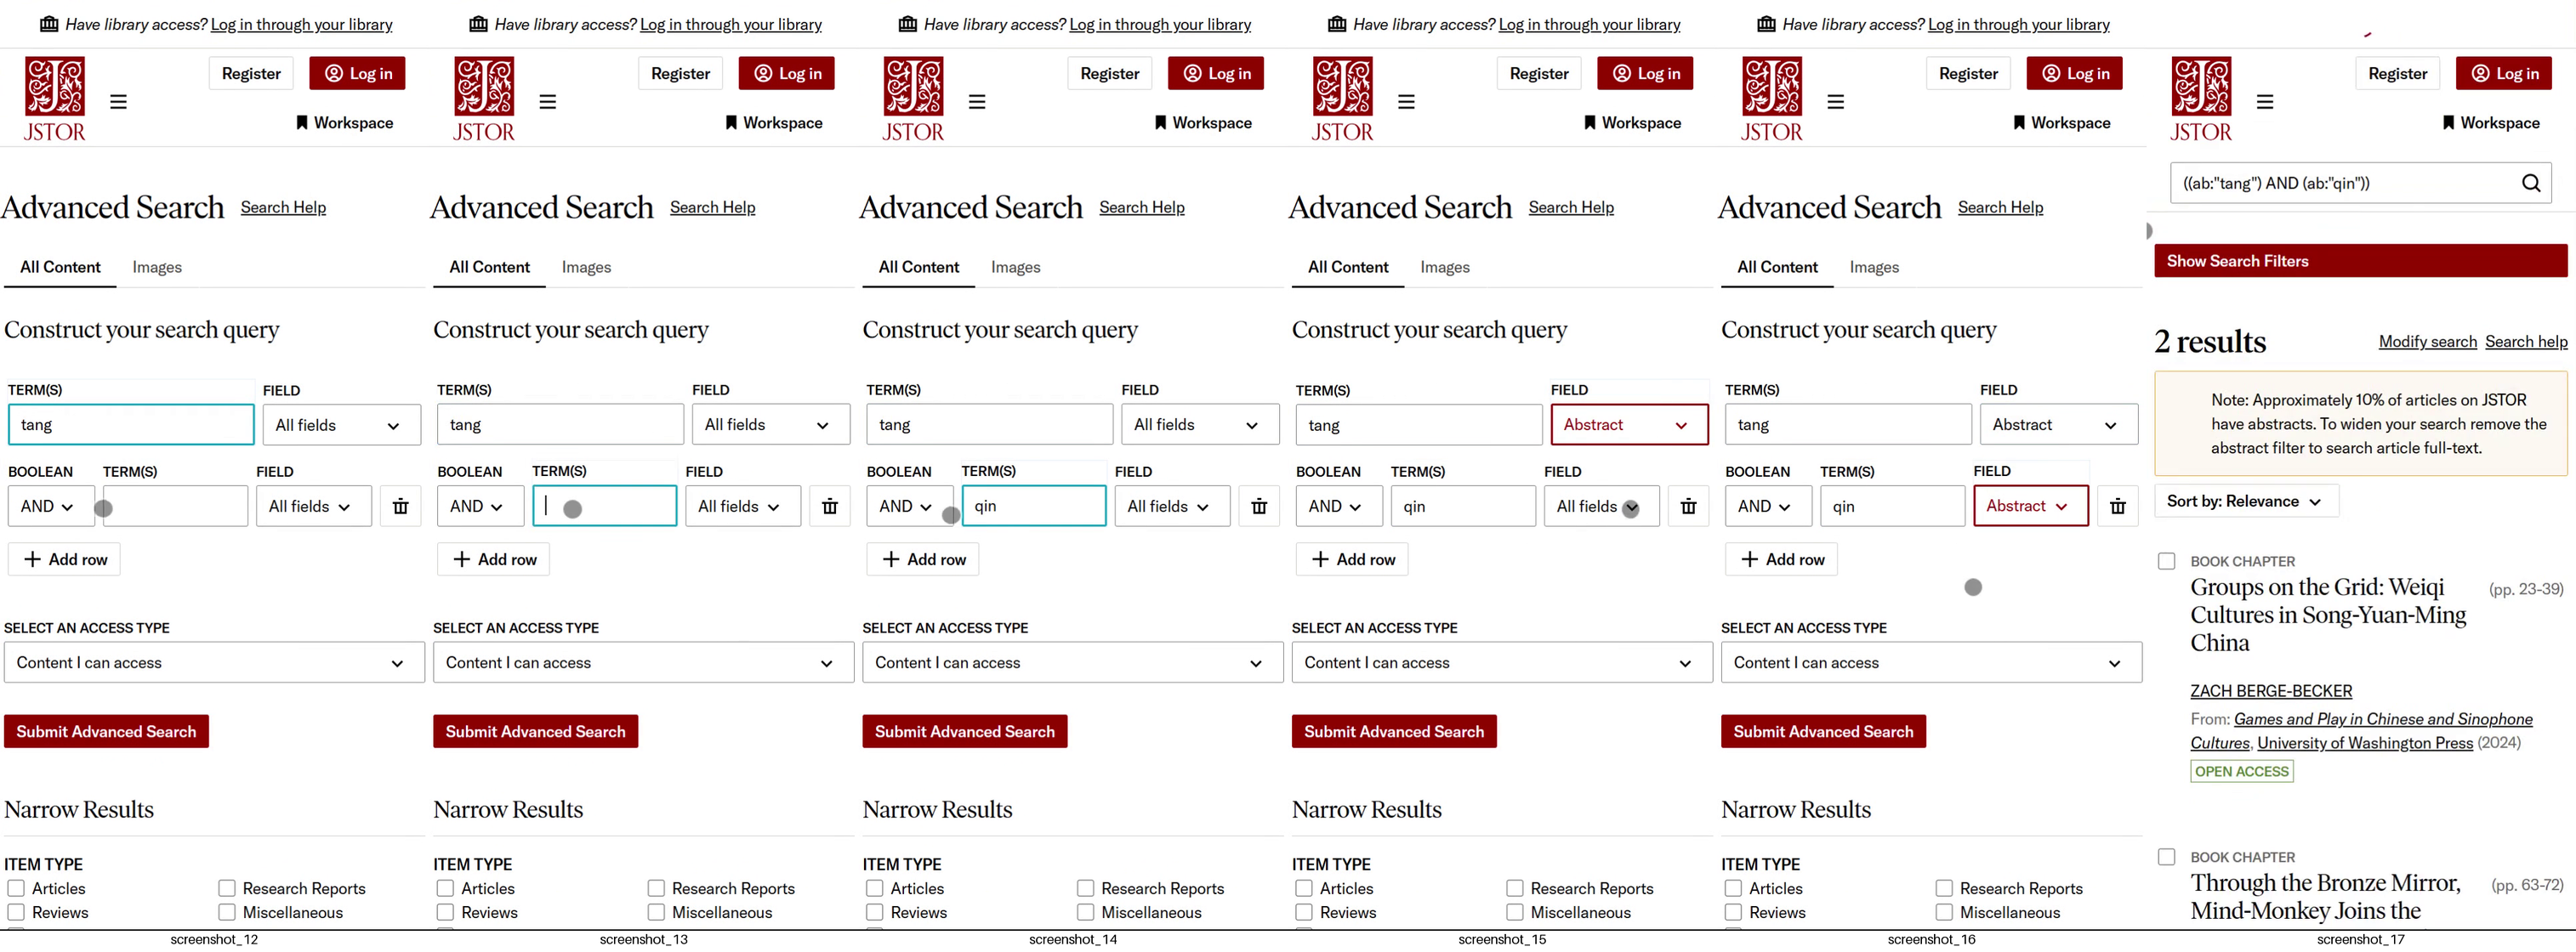 Have library access? Log in through your library
JSTOR
Register
Log in
Workspace
Advanced Search Search Help
All Content Images
Construct your search query
TERM(S) FIELD
tang All fields
BOOLEAN TERM(S) FIELD
AND All fields
Add row
SELECT AN ACCESS TYPE
Content I can access
Submit Advanced Search
Narrow Results
ITEM TYPE
Articles Research Reports
Reviews Miscellaneous
screenshot_12
Have library access? Log in through your library
JSTOR
Register
Log in
Workspace
Advanced Search Search Help
All Content Images
Construct your search query
TERM(S) FIELD
tang All fields
BOOLEAN TERM(S) FIELD
AND All fields
Add row
SELECT AN ACCESS TYPE
Content I can access
Submit Advanced Search
Narrow Results
ITEM TYPE
Articles Research Reports
Reviews Miscellaneous
screenshot_13
Have library access? Log in through your library
JSTOR
Register
Log in
Workspace
Advanced Search Search Help
All Content Images
Construct your search query
TERM(S) FIELD
tang All fields
BOOLEAN TERM(S) FIELD
AND qin All fields
Add row
SELECT AN ACCESS TYPE
Content I can access
Submit Advanced Search
Narrow Results
ITEM TYPE
Articles Research Reports
Reviews Miscellaneous
screenshot_14
Have library access? Log in through your library
JSTOR
Register
Log in
Workspace
Advanced Search Search Help
All Content Images
Construct your search query
TERM(S) FIELD
tang Abstract
BOOLEAN TERM(S) FIELD
AND qin All fields
Add row
SELECT AN ACCESS TYPE
Content I can access
Submit Advanced Search
Narrow Results
ITEM TYPE
Articles Research Reports
Reviews Miscellaneous
screenshot_15
Have library access? Log in through your library
JSTOR
Register
Log in
Workspace
Advanced Search Search Help
All Content Images
Construct your search query
TERM(S) FIELD
tang Abstract
BOOLEAN TERM(S) FIELD
AND qin Abstract
Add row
SELECT AN ACCESS TYPE
Content I can access
Submit Advanced Search
Narrow Results
ITEM TYPE
Articles Research Reports
Reviews Miscellaneous
screenshot_16
JSTOR
Register
Log in
Workspace
((ab:"tang") AND (ab:"qin"))
Show Search Filters
2 results Modify search Search help
Note: Approximately 10% of articles on JSTOR
have abstracts. To widen your search remove the
abstract filter to search article full-text.
Sort by: Relevance
BOOK CHAPTER
Groups on the Grid: Weiqi (pp. 23-39)
Cultures in Song-Yuan-Ming
China
ZACH BERGE-BECKER
From: Games and Play in Chinese and Sinophone
Cultures, University of Washington Press (2024)
OPEN ACCESS
BOOK CHAPTER
Through the Bronze Mirror, (pp. 63-72)
Mind-Monkey Joins the
screenshot_17